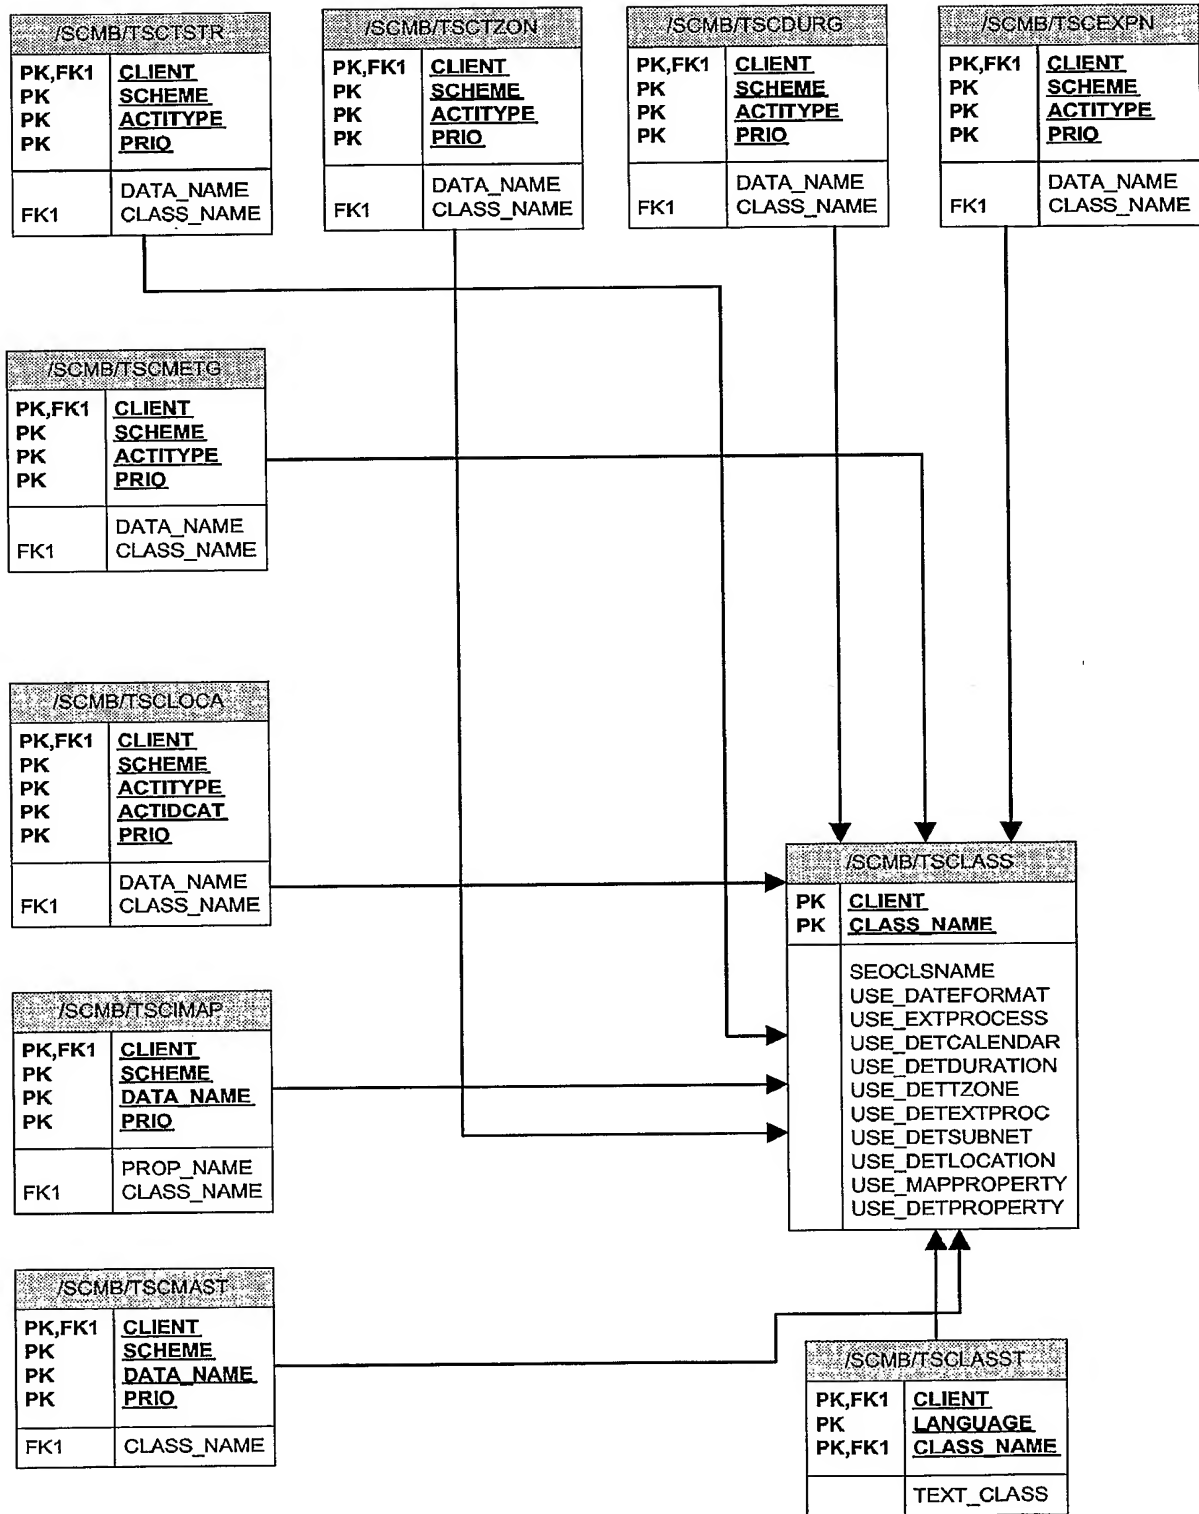 /SCMB/TSCTSTR
PK,FK1 CLIENT
PK SCHEME
PK ACTITYPE
PK PRIO
DATA_NAME
FK1 CLASS_NAME
/SCMB/TSCTZON
PK,FK1 CLIENT
PK SCHEME
PK ACTITYPE
PK PRIO
DATA_NAME
FK1 CLASS_NAME
/SCMB/TSCDURG
PK,FK1 CLIENT
PK SCHEME
PK ACTITYPE
PK PRIO
DATA_NAME
FK1 CLASS_NAME
/SCMB/TSCEXPN
PK,FK1 CLIENT
PK SCHEME
PK ACTITYPE
PK PRIO
DATA_NAME
FK1 CLASS_NAME
/SCMB/TSCMETG
PK,FK1 CLIENT
PK SCHEME
PK ACTITYPE
PK PRIO
DATA_NAME
FK1 CLASS_NAME
/SCMB/TSCLOCA
PK,FK1 CLIENT
PK SCHEME
PK ACTITYPE
PK ACTIDCAT
PK PRIO
DATA_NAME
FK1 CLASS_NAME
/SCMB/TSCLASS
PK CLIENT
PK CLASS_NAME
SEOCLSNAME
USE_DATEFORMAT
USE_EXTPROCESS
USE_DETCALENDAR
USE_DETDURATION
USE_DETTZONE
USE_DETEXTPROC
USE_DETSUBNET
USE_DETLOCATION
USE_MAPPROPERTY
USE_DETPROPERTY
/SCMB/TSCIMAP
PK,FK1 CLIENT
PK SCHEME
PK DATA_NAME
PK PRIO
PROP_NAME
FK1 CLASS_NAME
/SCMB/TSCMAST
PK,FK1 CLIENT
PK SCHEME
PK DATA_NAME
PK PRIO
FK1 CLASS_NAME
/SCMB/TSCLASST
PK,FK1 CLIENT
PK LANGUAGE
PK,FK1 CLASS_NAME
TEXT_CLASS